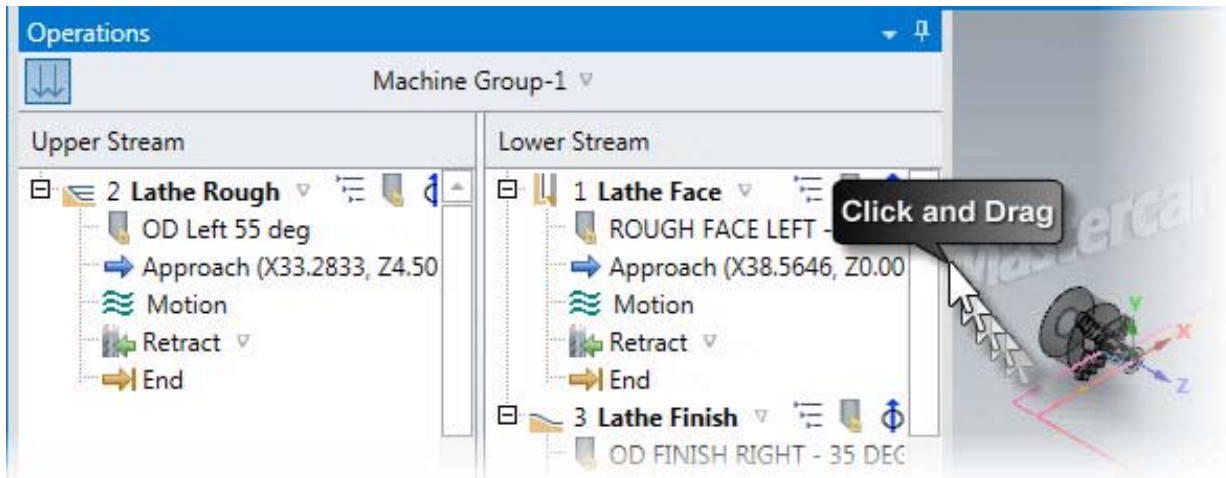 Operations
Machine Group-1
Upper Stream
Lower Stream
2 Lathe Rough
OD Left 55 deg
Approach (X33.2833, Z4.50
Motion
Retract
End
1 Lathe Face
ROUGH FACE LEFT -
Approach (X38.5646, Z0.00
Motion
Retract
End
3 Lathe Finish
OD FINISH RIGHT - 35 DEG
Click and Drag
Mastercam
Y
X
Z